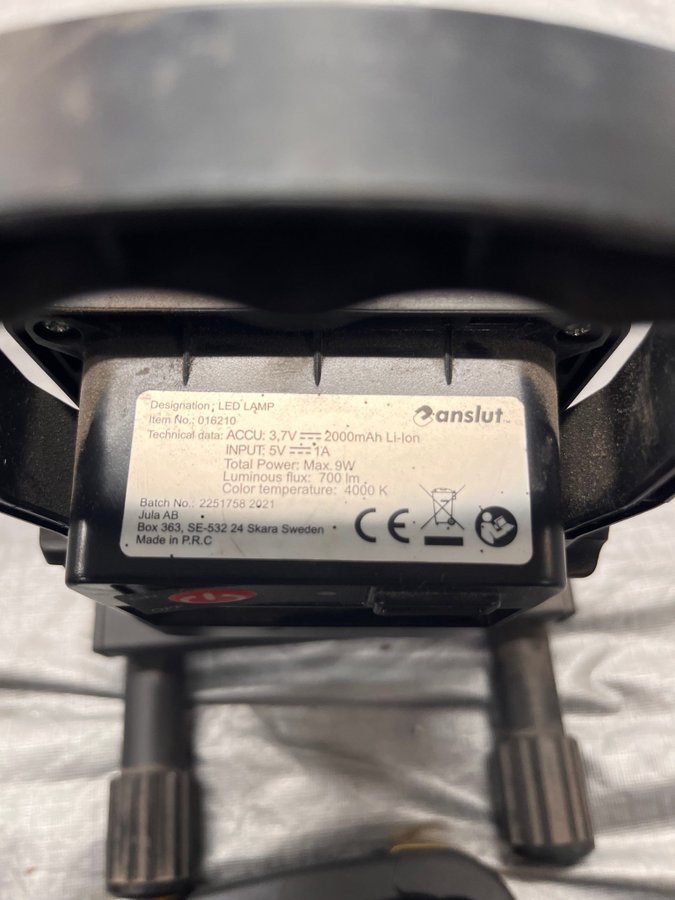 Designation: LED LAMP
Item No.: 016210
anslut™
Technical data: ACCU: 3,7V 2000mAh Li-Ion
INPUT: 5V 1A
Total Power: Max. 9W
Luminous flux: 700 lm
Color temperature: 4000 K
Batch No.: 2251758 2021
Jula AB
Box 363, SE-532 24 Skara Sweden
Made in P.R.C
CE